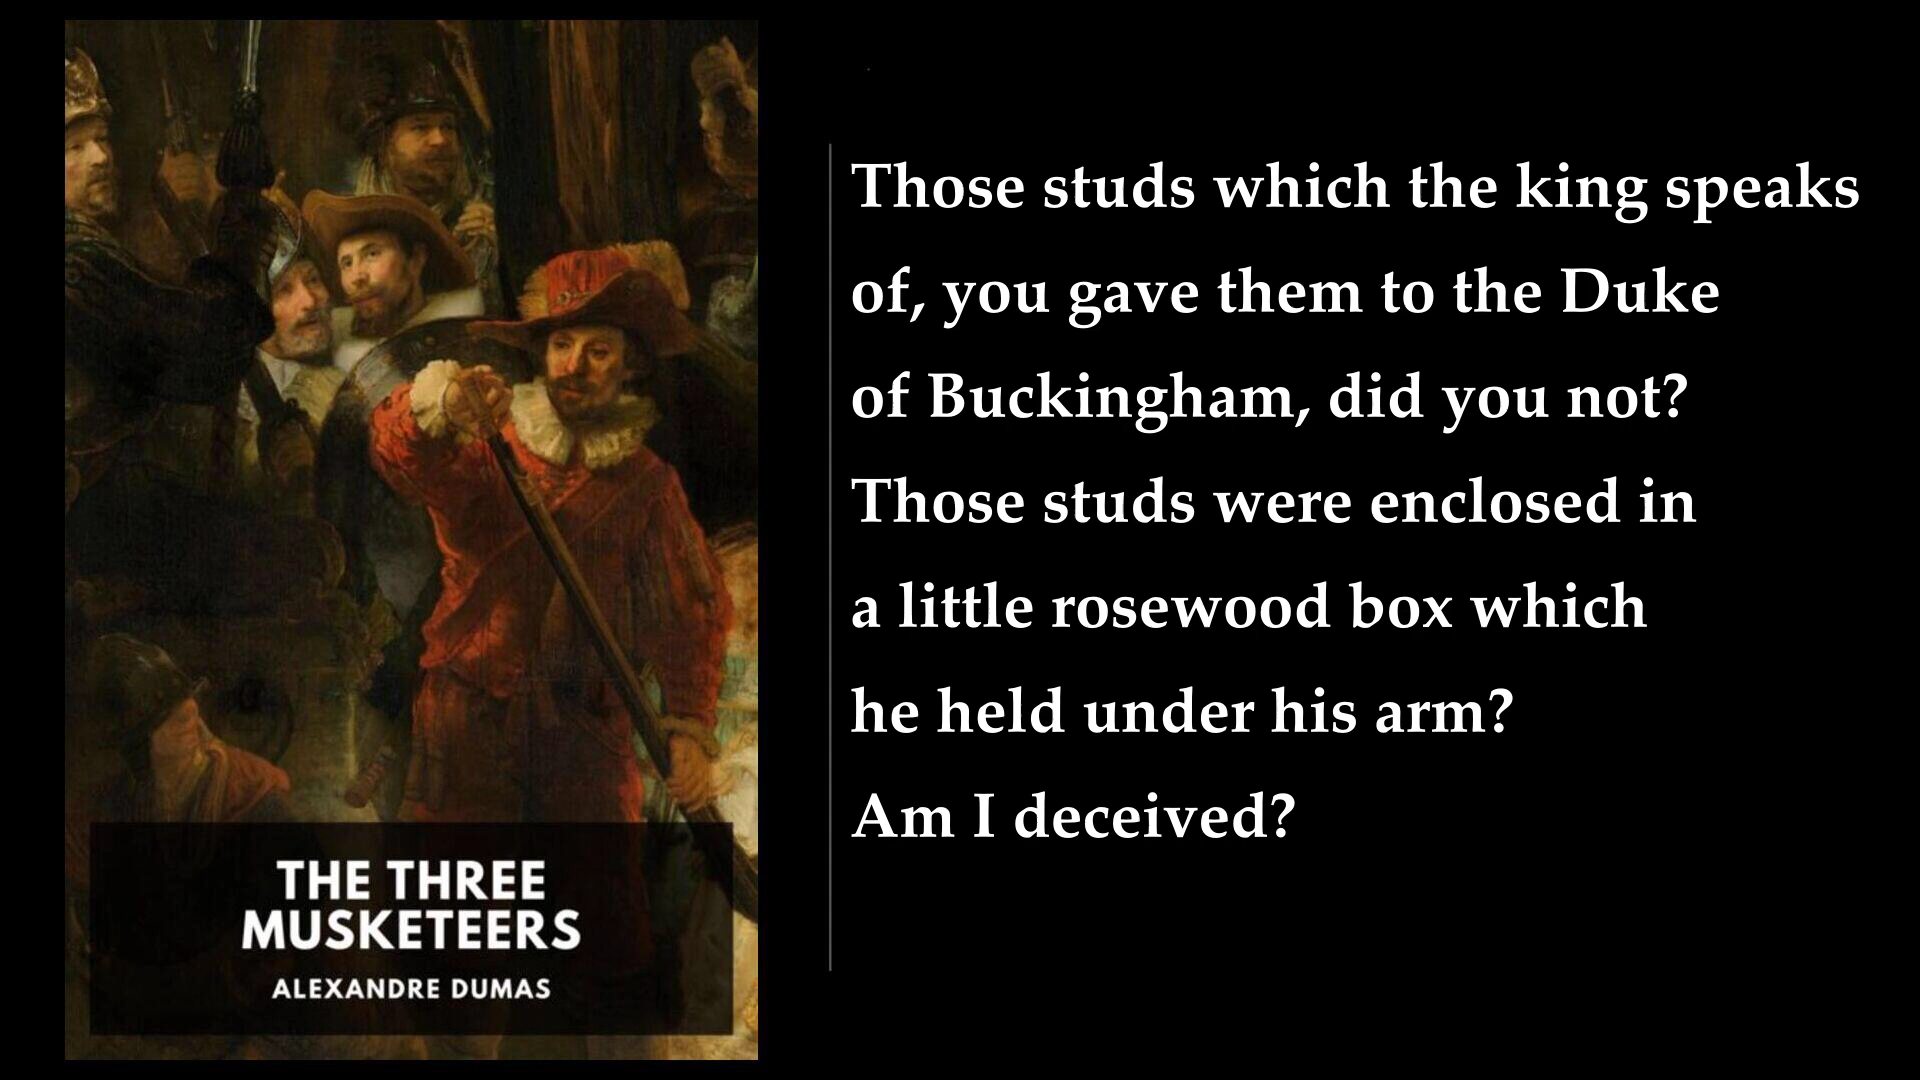 THE THREE
MUSKETEERS
ALEXANDRE DUMAS
Those studs which the king speaks
of, you gave them to the Duke
of Buckingham, did you not?
Those studs were enclosed in
a little rosewood box which
he held under his arm?
Am I deceived?